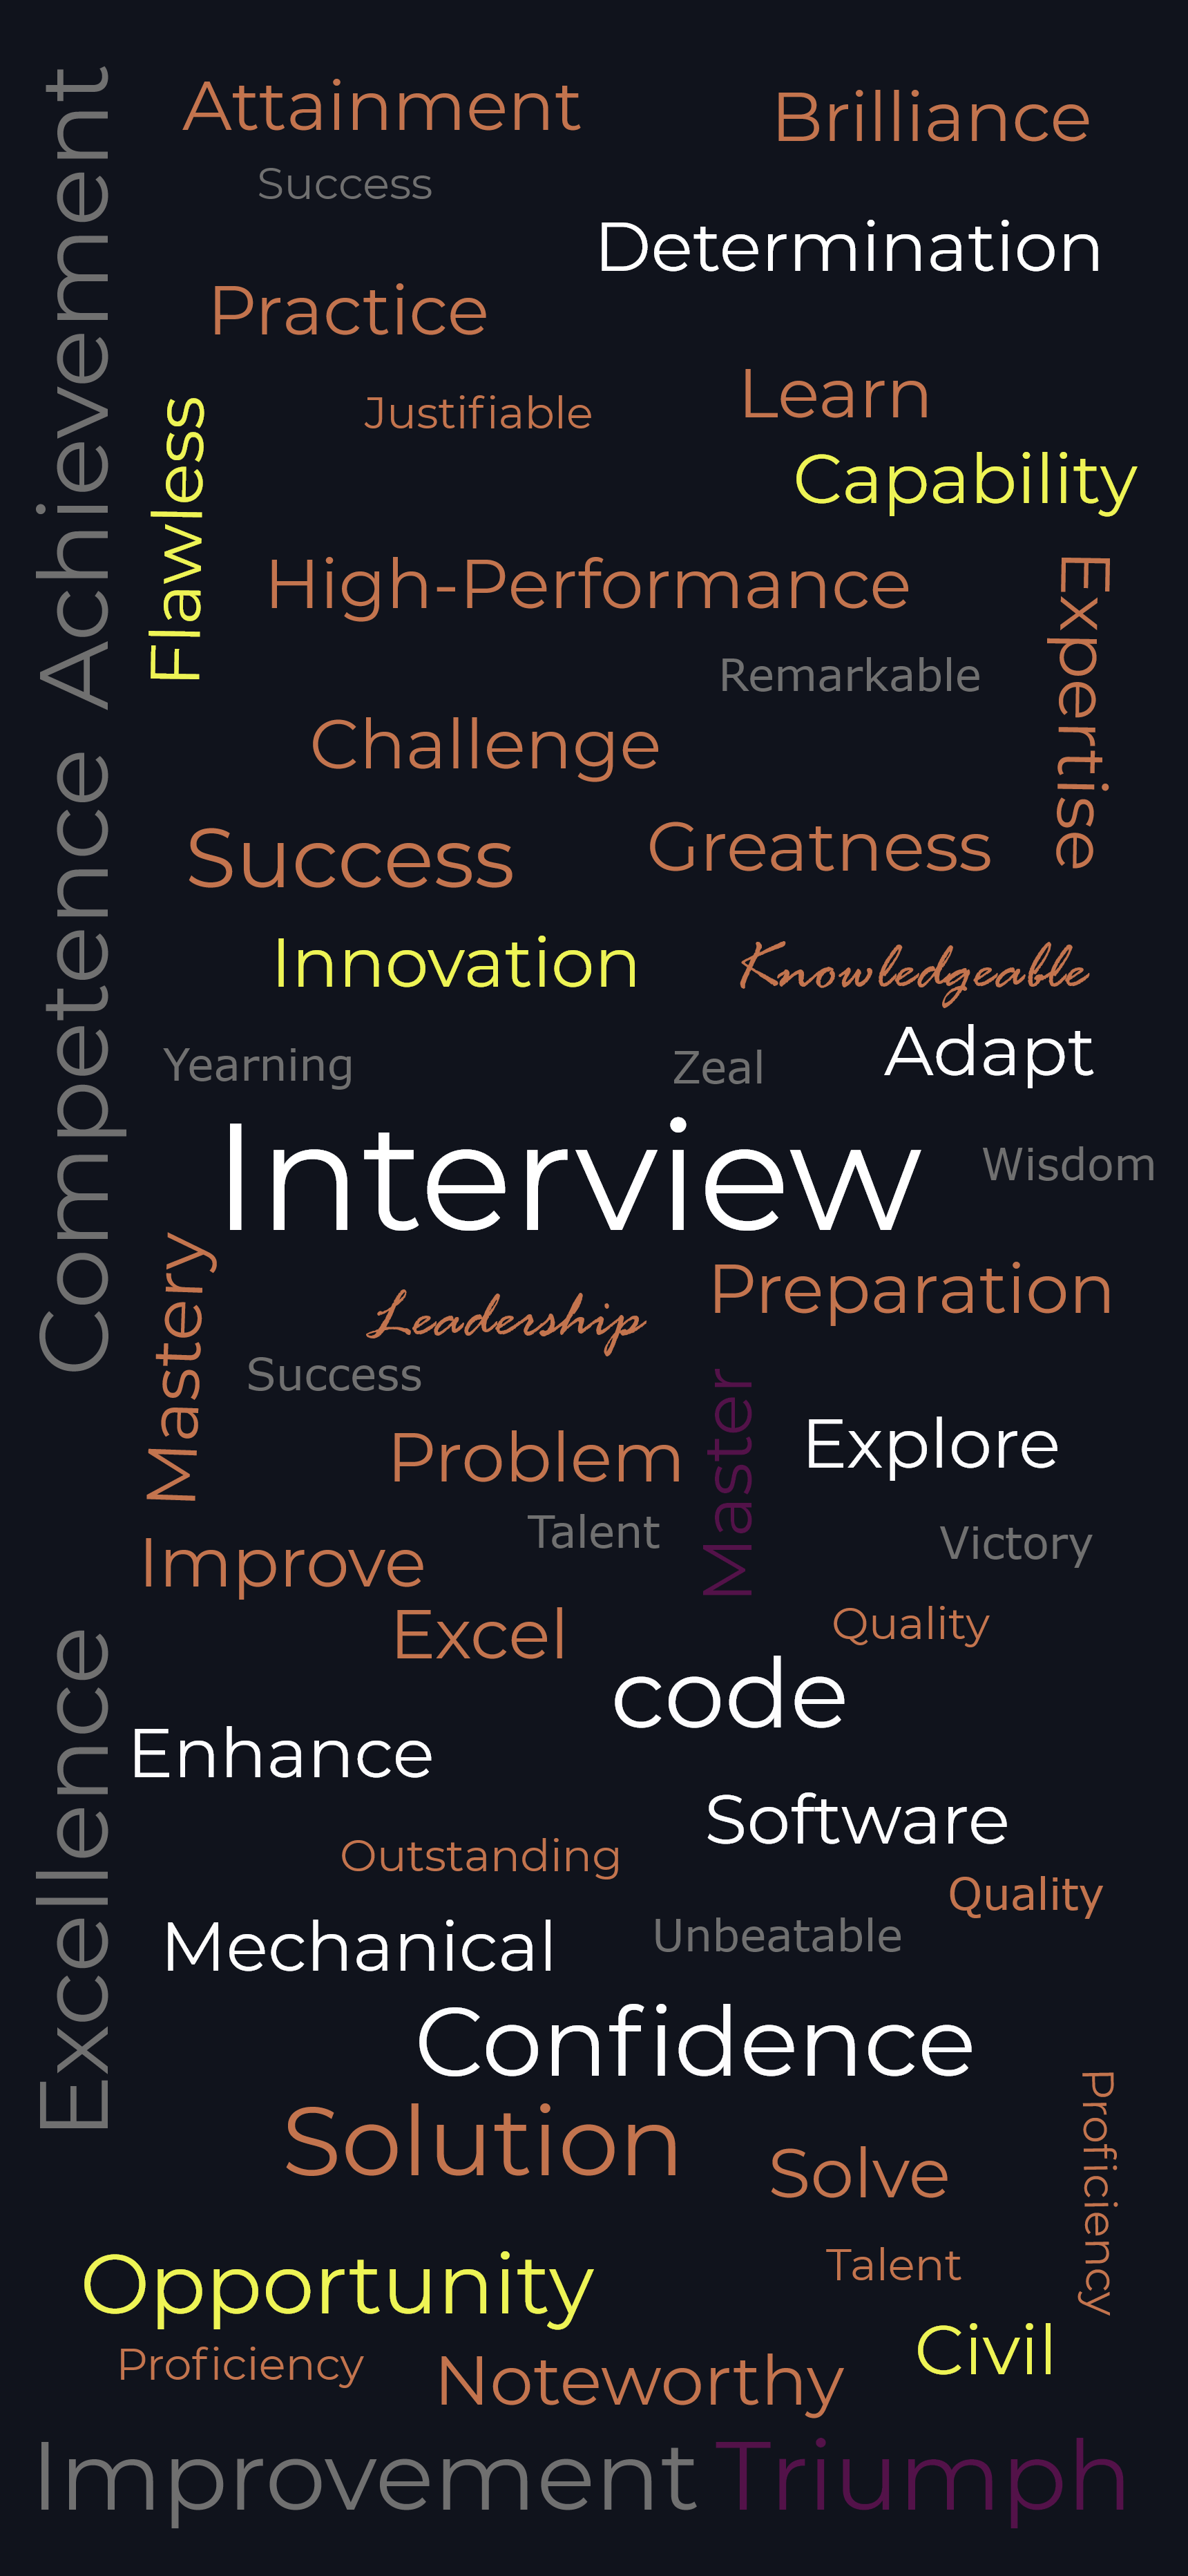 Achievement
Attainment
Brilliance
Success
Determination
Practice
Learn
Justifiable
Flawless
Capability
High-Performance
Expertise
Remarkable
Challenge
Competence
Success
Greatness
Innovation
Knowledgeable
Adapt
Yearning
Zeal
Interview
Wisdom
Mastery
Preparation
Leadership
Success
Master
Explore
Problem
Talent
Victory
Improve
Excel
Quality
Excellence
code
Enhance
Software
Outstanding
Quality
Mechanical
Unbeatable
Confidence
Solution
Proficiency
Solve
Opportunity
Talent
Civil
Proficiency
Noteworthy
Improvement
Triumph